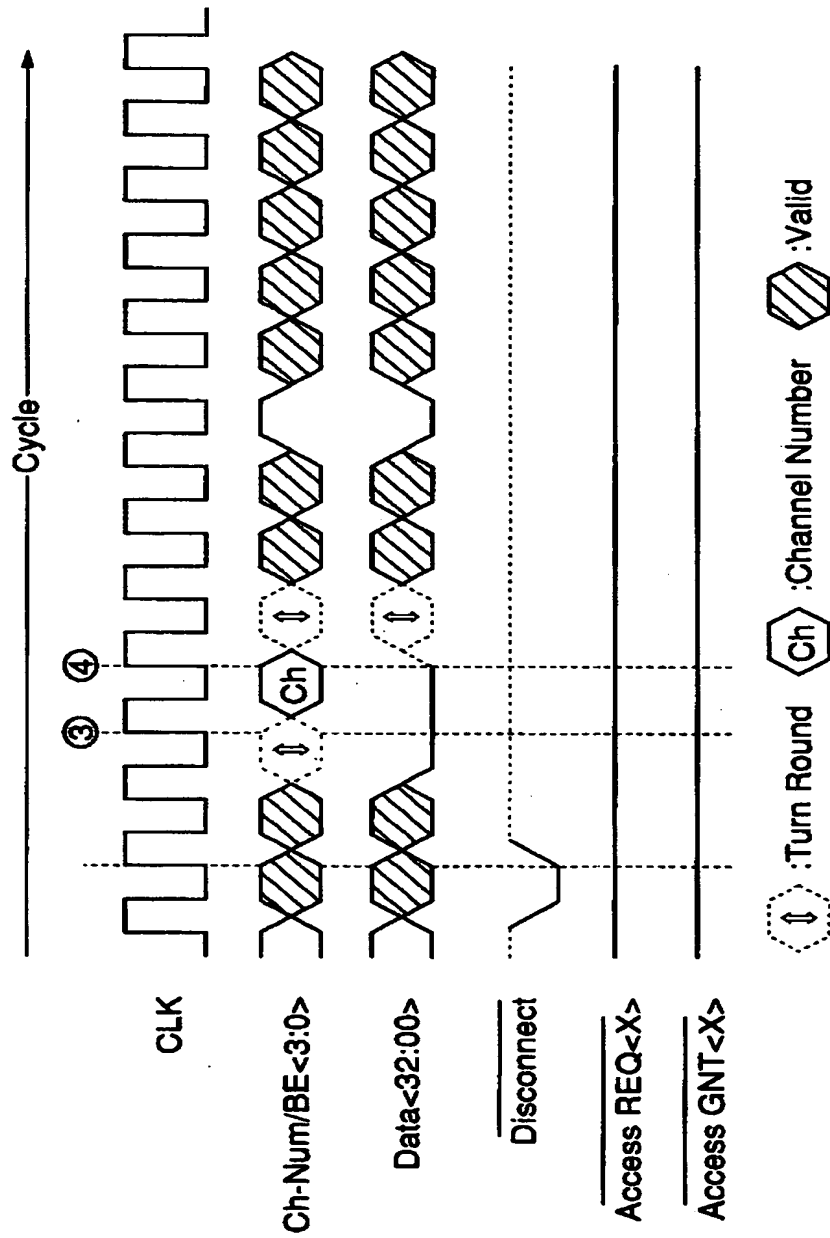 Cycle
③ ④
CLK
Ch-Num/BE<3:0>
Ch
Data<32:00>
Disconnect
Access REQ<X>
Access GNT<X>
:Turn Round Ch :Channel Number :Valid